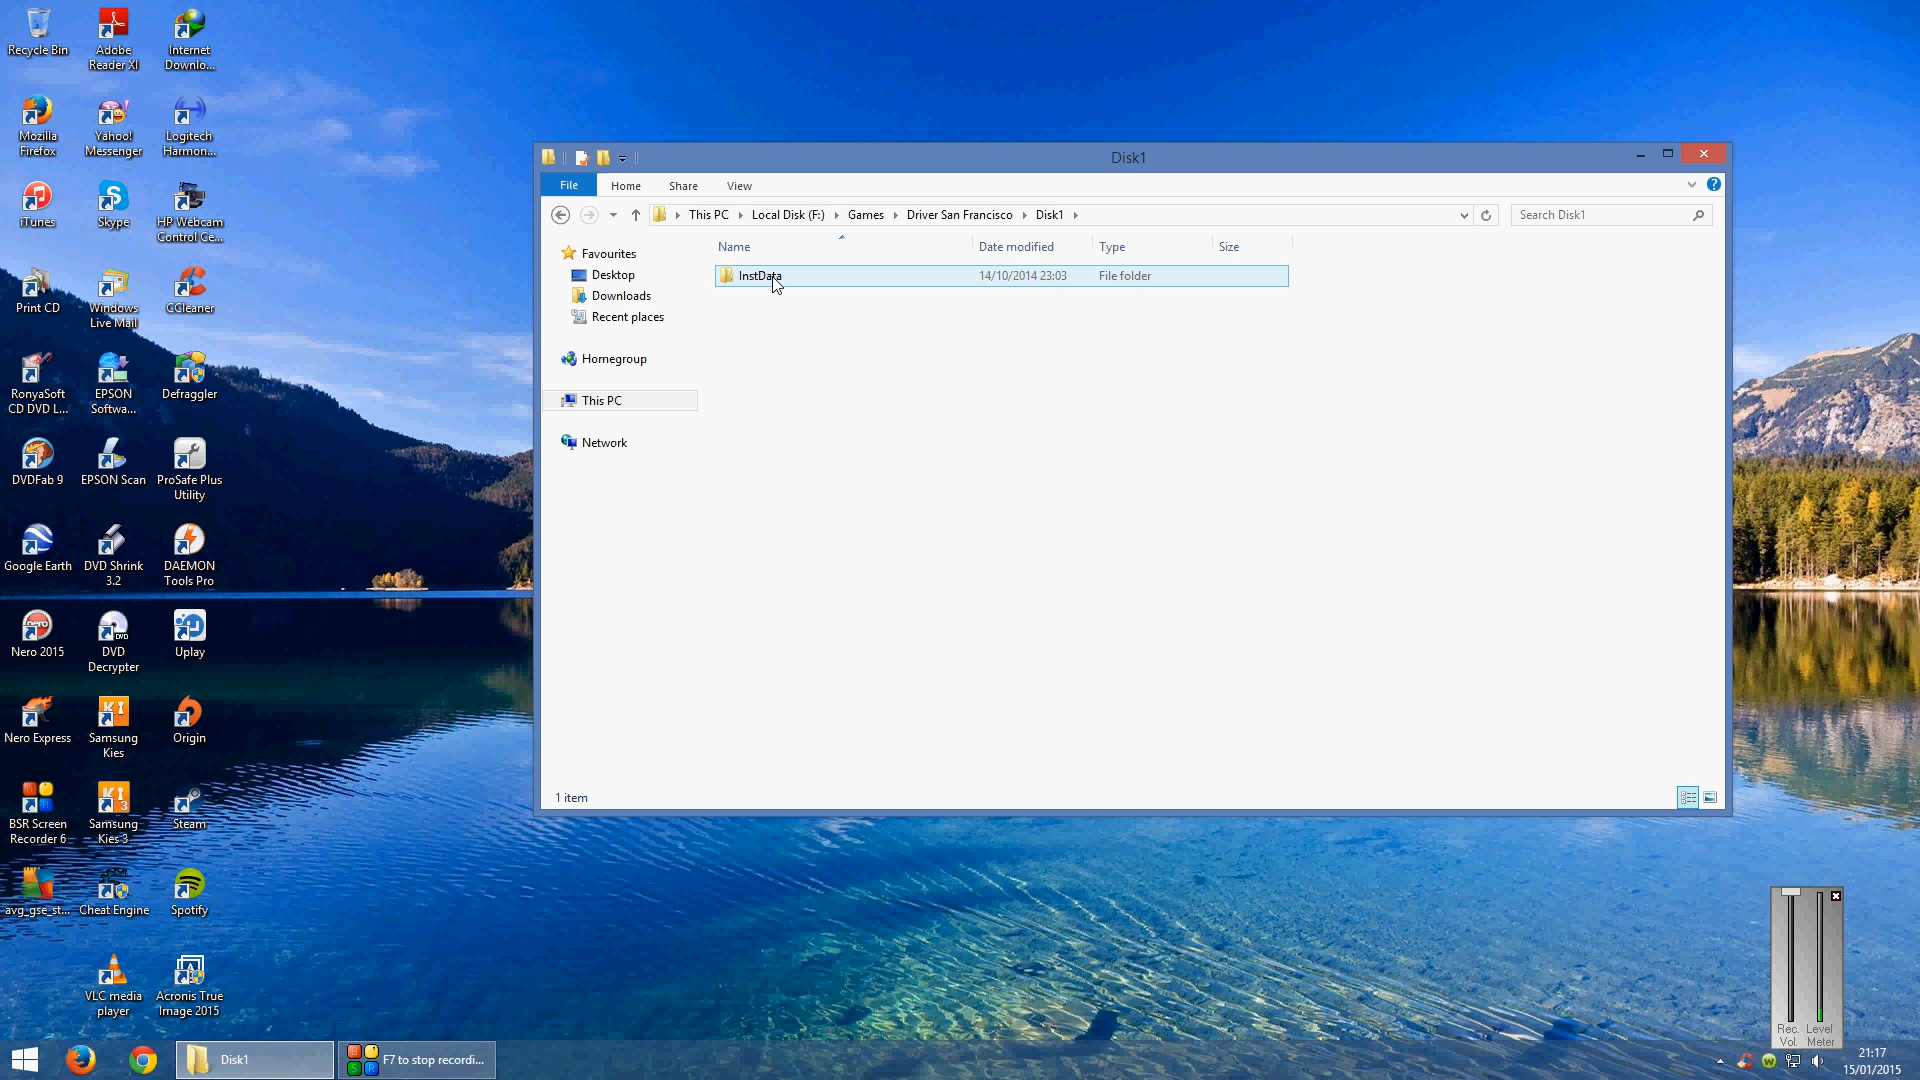 Recycle Bin
Adobe
Reader XI
Internet
Downlo...
Mozilla
Firefox
Yahoo!
Messenger
Logitech
Harmon...
iTunes
Skype
HP Webcam
Control Ce...
Print CD
Windows
Live Mail
CCleaner
RonyaSoft
CD DVD L...
EPSON
Softwa...
Defraggler
DVDFab 9
EPSON Scan
ProSafe Plus
Utility
Google Earth
DVD Shrink
3.2
DAEMON
Tools Pro
Nero 2015
DVD
Decrypter
Uplay
Nero Express
Samsung
Kies
Origin
BSR Screen
Recorder 6
Samsung
Kies 3
Steam
avg_gse_st...
Cheat Engine
Spotify
VLC media
player
Acronis True
Image 2015
Disk1
File Home Share View
This PC Local Disk (F:) Games Driver San Francisco Disk1
Search Disk1
Name Date modified Type Size
InstData 14/10/2014 23:03 File folder
Favourites
Desktop
Downloads
Recent places
Homegroup
This PC
Network
1 item
Rec. Level
Vol. Meter
Disk1
F7 to stop recordi...
21:17
15/01/2015